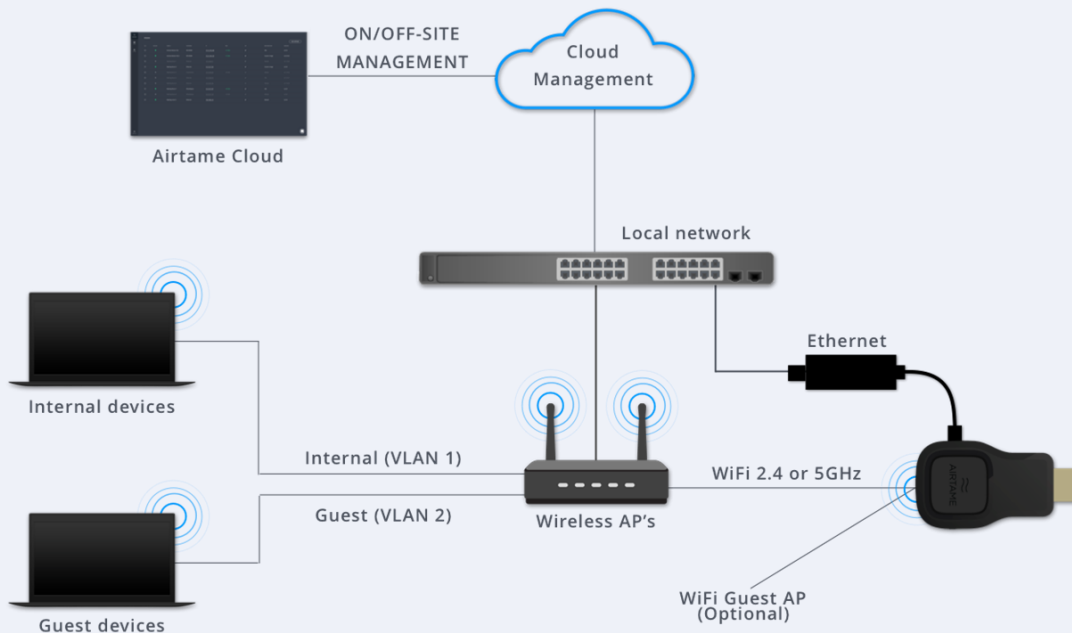 ON/OFF-SITE
MANAGEMENT
Cloud
Management
Airtame Cloud
Local network
Ethernet
Internal devices
Internal (VLAN 1)
WiFi 2.4 or 5GHz
AIRTAME
Guest (VLAN 2)
Wireless AP's
WiFi Guest AP
(Optional)
Guest devices